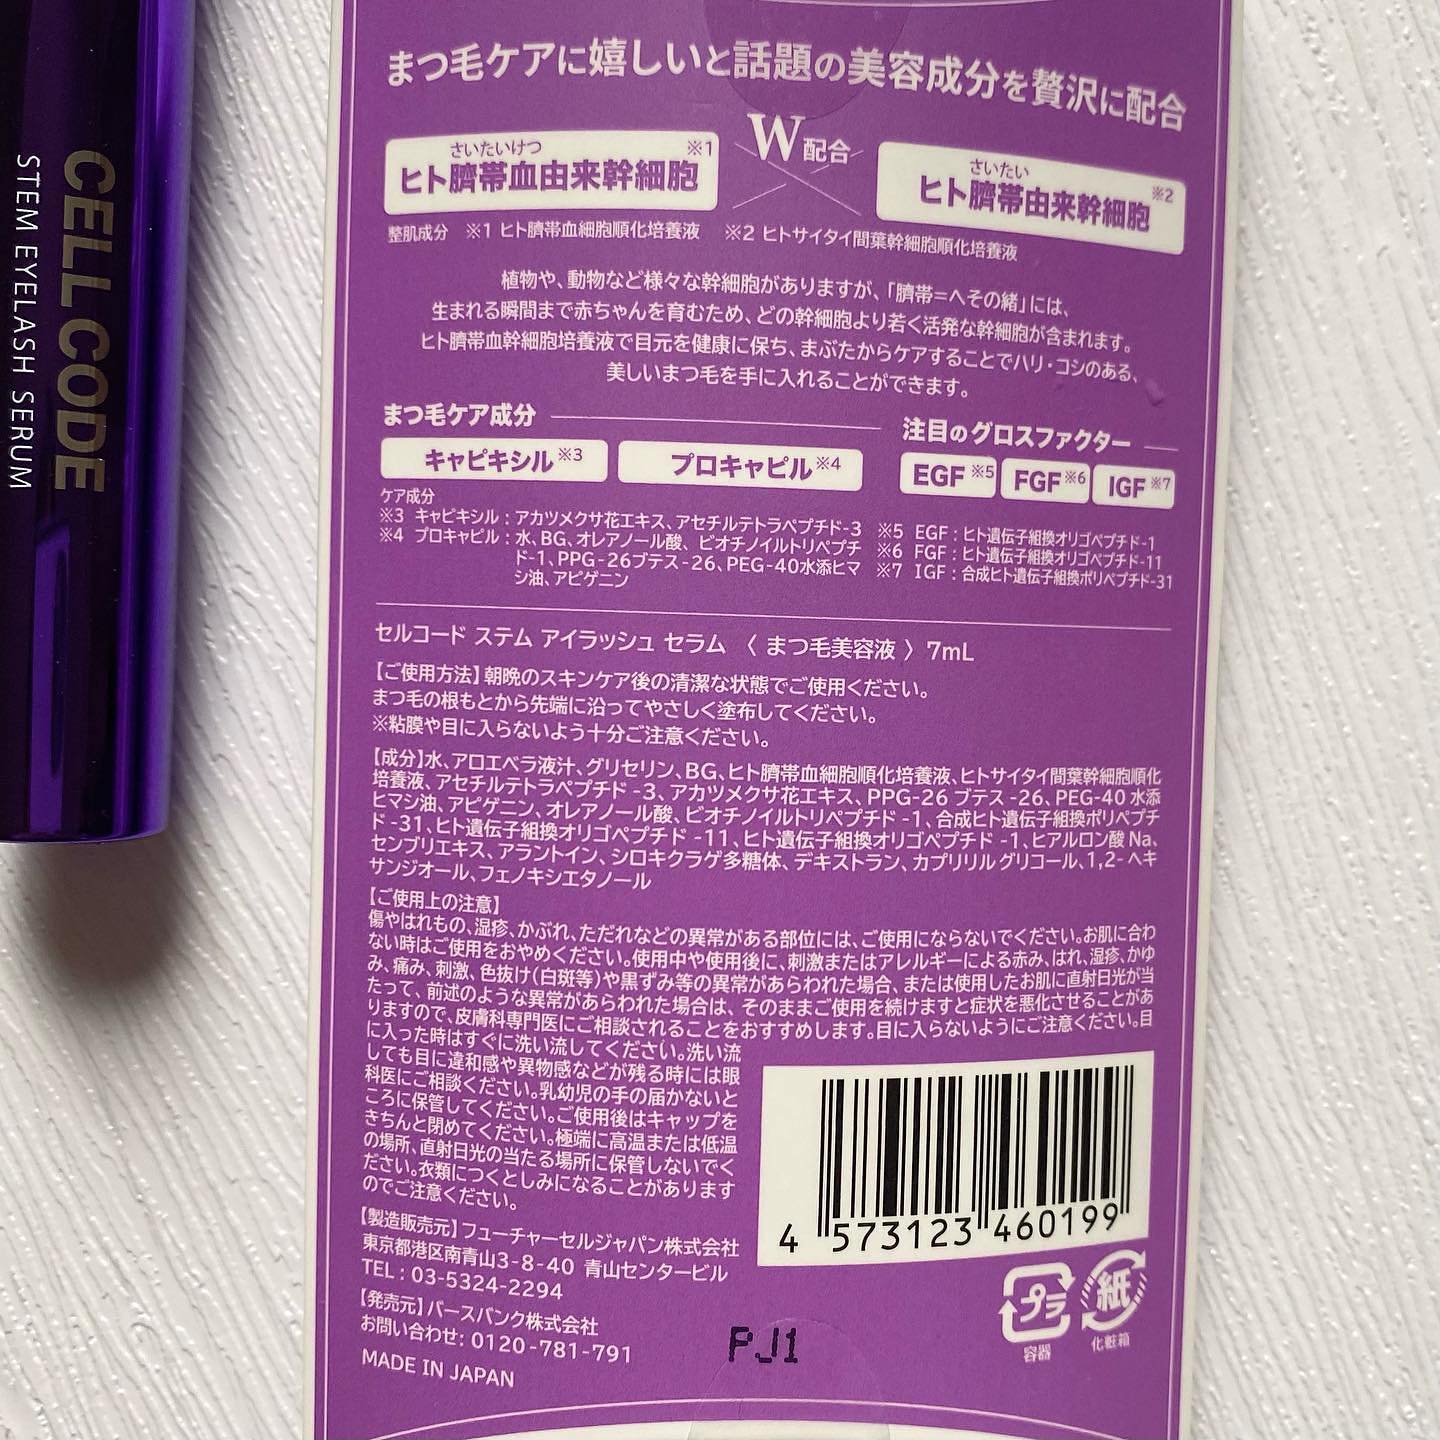 CELL CODE
STEM EYELASH SERUM
まつ毛ケアに嬉しいと話題の美容成分を贅沢に配合
さいたいけつ
ヒト臍帯血由来幹細胞※1
W配合
さいたい
ヒト臍帯由来幹細胞※2
整肌成分 ※1 ヒト臍帯血細胞順化培養液 ※2 ヒトサイタイ間葉幹細胞順化培養液
植物や、動物など様々な幹細胞がありますが、「臍帯=へその緒」には、
生まれる瞬間まで赤ちゃんを育むため、どの幹細胞より若く活発な幹細胞が含まれます。
ヒト臍帯血幹細胞培養液で目元を健康に保ち、まぶたからケアすることでハリ・コシのある、
美しいまつ毛を手に入れることができます。
まつ毛ケア成分
キャピキシル※3 プロキャピル※4
ケア成分
※3 キャピキシル:アカツメクサ花エキス、アセチルテトラペプチド-3
※4 プロキャピル:水、BG、オレアノール酸、ビオチノイルトリペプチ
ド-1、PPG-26ブテス-26、PEG-40水添ヒマ
シ油、アピゲニン
注目のグロスファクター
EGF※5 FGF※6 IGF※7
※5 EGF:ヒト遺伝子組換オリゴペプチド-1
※6 FGF:ヒト遺伝子組換オリゴペプチド-11
※7 IGF:合成ヒト遺伝子組換ポリペプチド-31
セルコード ステム アイラッシュ セラム 〈 まつ毛美容液 〉 7mL
【ご使用方法】朝晩のスキンケア後の清潔な状態でご使用ください。
まつ毛の根もとから先端に沿ってやさしく塗布してください。
※粘膜や目に入らないよう十分ご注意ください。
【成分】水、アロエベラ液汁、グリセリン、BG、ヒト臍帯血細胞順化培養液、ヒトサイタイ間葉幹細胞順化
培養液、アセチルテトラペプチド-3、アカツメクサ花エキス、PPG-26 ブテス-26、PEG-40 水添
ヒマシ油、アピゲニン、オレアノール酸、ビオチノイルトリペプチド-1、合成ヒト遺伝子組換ポリペプチ
ド-31、ヒト遺伝子組換オリゴペプチド-11、ヒト遺伝子組換オリゴペプチド-1、ヒアルロン酸 Na、
センブリエキス、アラントイン、シロキクラゲ多糖体、デキストラン、カプリリルグリコール、1,2-ヘキ
サンジオール、フェノキシエタノール
【ご使用上の注意】
傷やはれもの、湿疹、かぶれ、ただれなどの異常がある部位には、ご使用にならないでください。お肌に合わ
ない時はご使用をおやめください。使用中や使用後に、刺激またはアレルギーによる赤み、はれ、湿疹、かゆ
み、痛み、刺激、色抜け(白斑等)や黒ずみ等の異常があらわれた場合、または使用したお肌に直射日光が当
たって、前述のような異常があらわれた場合は、そのままご使用を続けますと症状を悪化させることがあ
りますので、皮膚科専門医にご相談されることをおすすめします。目に入らないようにご注意ください。目
に入った時はすぐに洗い流してください。洗い流
しても目に違和感や異物感などが残る時には眼
科医にご相談ください。乳幼児の手の届かないと
ころに保管してください。ご使用後はキャップを
きちんと閉めてください。極端に高温または低温
の場所、直射日光の当たる場所に保管しないでく
ださい。衣類につくとしみになることがあります
のでご注意ください。
【製造販売元】フューチャーセルジャパン株式会社
東京都港区南青山3-8-40 青山センタービル
TEL : 03-5324-2294
【発売元】バースバンク株式会社
お問い合わせ: 0120-781-791
MADE IN JAPAN
4 573123 460199
プラ
容器
紙
化粧箱
PJ1